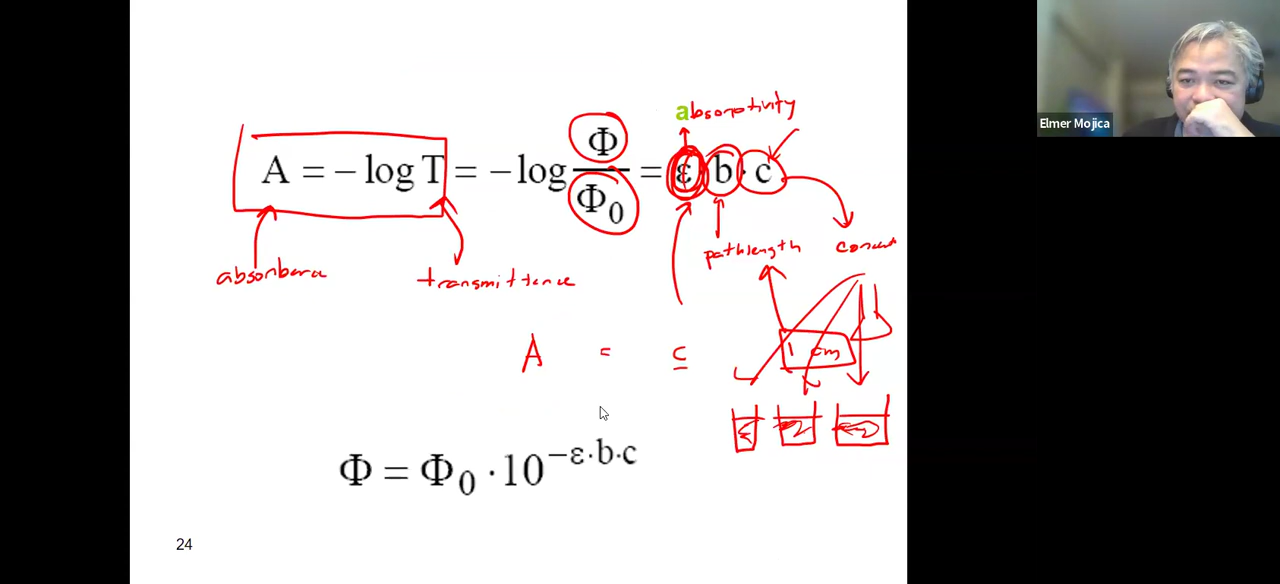 absorptivity
A = − log T = − log Φ/Φ₀ = ε b · c
pathlength
absorbance
transmittance
A = c
1 cm
Φ = Φ₀ · 10^−ε·b·c
24
Elmer Mojica